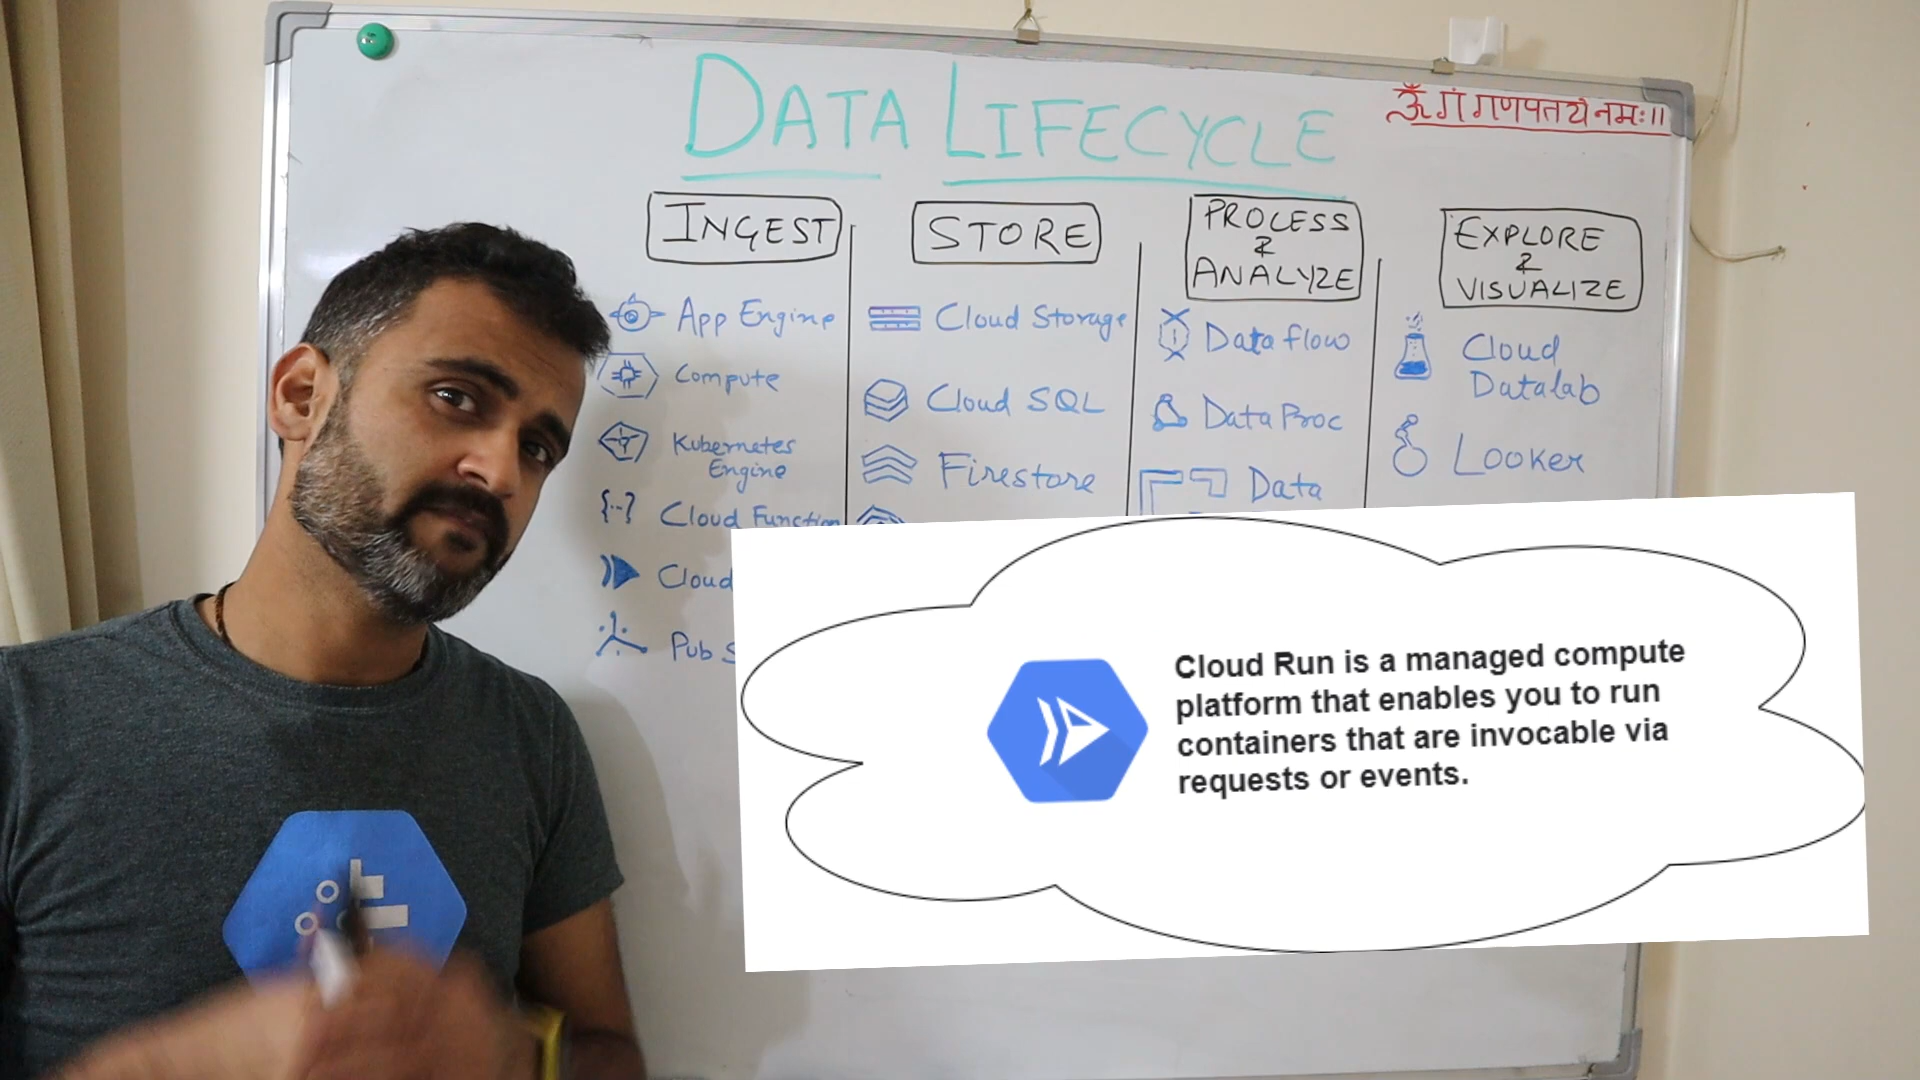 DATA LIFECYCLE
ॐ गं गणपतये नमः॥
INGEST
App Engine
Compute
Kubernetes
Engine
Cloud Function
Cloud
Pub S
STORE
Cloud Storage
Cloud SQL
Firestore
PROCESS
&
ANALYZE
Data flow
Data Proc
Data
EXPLORE
&
VISUALIZE
Cloud
Datalab
Looker
Cloud Run is a managed compute
platform that enables you to run
containers that are invocable via
requests or events.